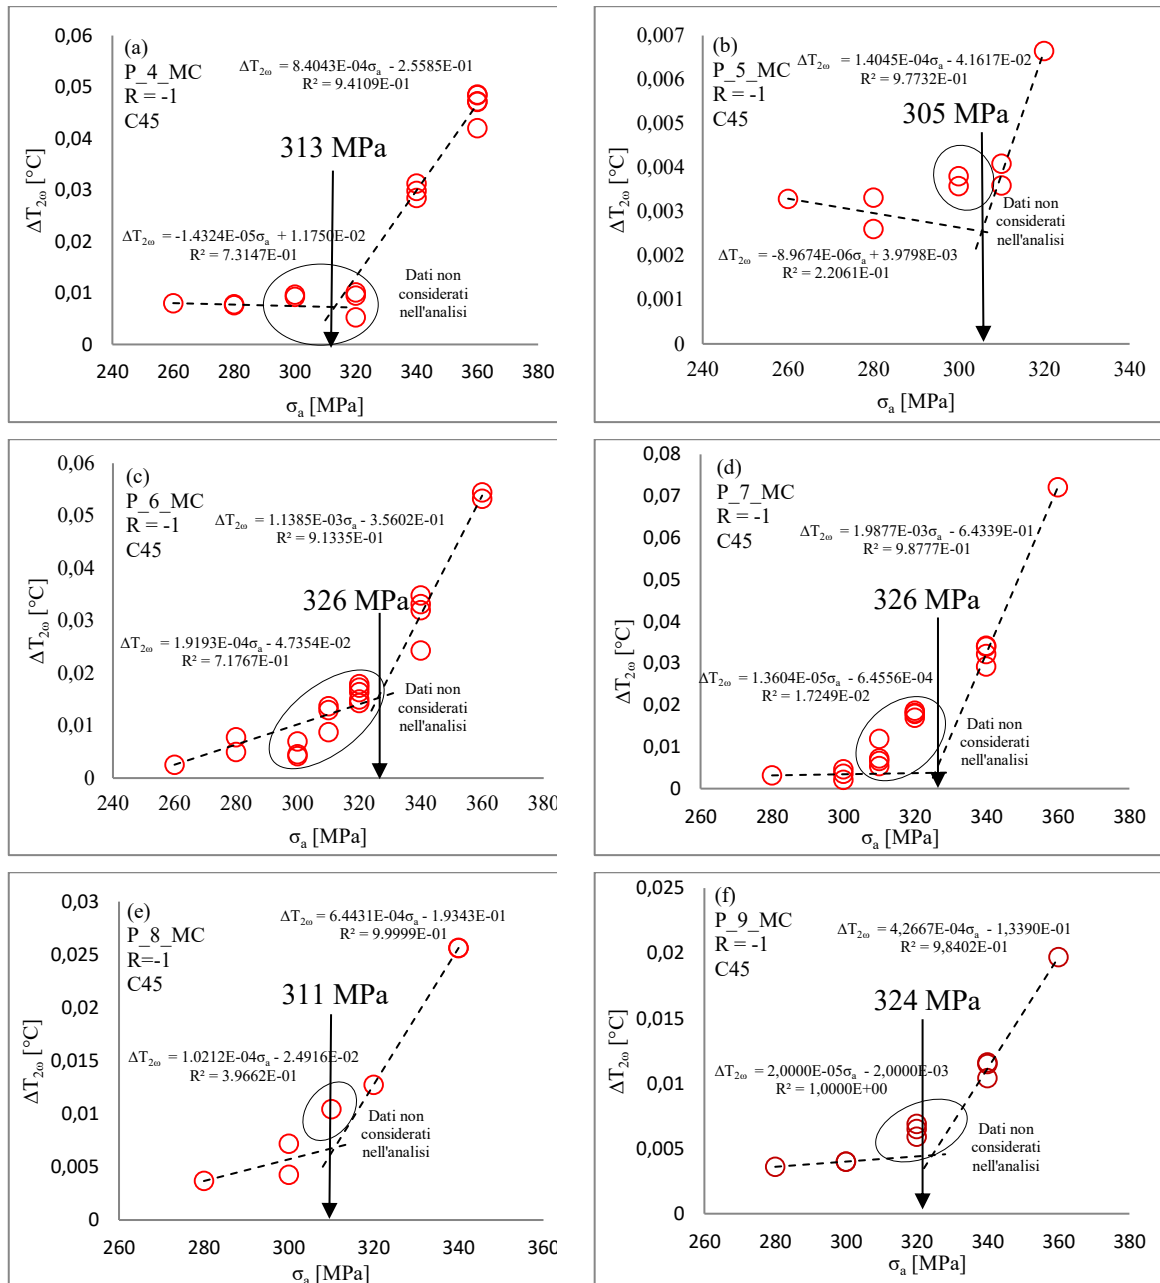 0,06
0,05
0,04
0,03
0,02
0,01
0
240 260 280 300 320 340 360 380
ΔT2ω [°C]
σa [MPa]
(a)
P_4_MC
R = -1
C45
ΔT2ω = 8.4043E-04σa - 2.5585E-01
R² = 9.4109E-01
313 MPa
ΔT2ω = -1.4324E-05σa + 1.1750E-02
R² = 7.3147E-01
Dati non
considerati
nell'analisi
0,007
0,006
0,005
0,004
0,003
0,002
0,001
0
240 260 280 300 320 340
ΔT2ω [°C]
σa [MPa]
(b)
P_5_MC
R = -1
C45
ΔT2ω = 1.4045E-04σa - 4.1617E-02
R² = 9.7732E-01
305 MPa
Dati non
considerati
nell'analisi
ΔT2ω = -8.9674E-06σa + 3.9798E-03
R² = 2.2061E-01
0,06
0,05
0,04
0,03
0,02
0,01
0
240 260 280 300 320 340 360 380
ΔT2ω [°C]
σa [MPa]
(c)
P_6_MC
R = -1
C45
ΔT2ω = 1.1385E-03σa - 3.5602E-01
R² = 9.1335E-01
326 MPa
ΔT2ω = 1.9193E-04σa - 4.7354E-02
R² = 7.1767E-01
Dati non
considerati
nell'analisi
0,08
0,07
0,06
0,05
0,04
0,03
0,02
0,01
0
260 280 300 320 340 360 380
ΔT2ω [°C]
σa [MPa]
(d)
P_7_MC
R = -1
C45
ΔT2ω = 1.9877E-03σa - 6.4339E-01
R² = 9.8777E-01
326 MPa
ΔT2ω = 1.3604E-05σa - 6.4556E-04
R² = 1.7249E-02
Dati non
considerati
nell'analisi
0,03
0,025
0,02
0,015
0,01
0,005
0
260 280 300 320 340 360
ΔT2ω [°C]
σa [MPa]
(e)
P_8_MC
R=-1
C45
ΔT2ω = 6.4431E-04σa - 1.9343E-01
R² = 9.9999E-01
311 MPa
ΔT2ω = 1.0212E-04σa - 2.4916E-02
R² = 3.9662E-01
Dati non
considerati
nell'analisi
0,025
0,02
0,015
0,01
0,005
0
260 280 300 320 340 360 380
ΔT2ω [°C]
σa [MPa]
(f)
P_9_MC
R = -1
C45
ΔT2ω = 4,2667E-04σa - 1,3390E-01
R² = 9,8402E-01
324 MPa
ΔT2ω = 2,0000E-05σa - 2,0000E-03
R² = 1,0000E+00
Dati non
considerati
nell'analisi